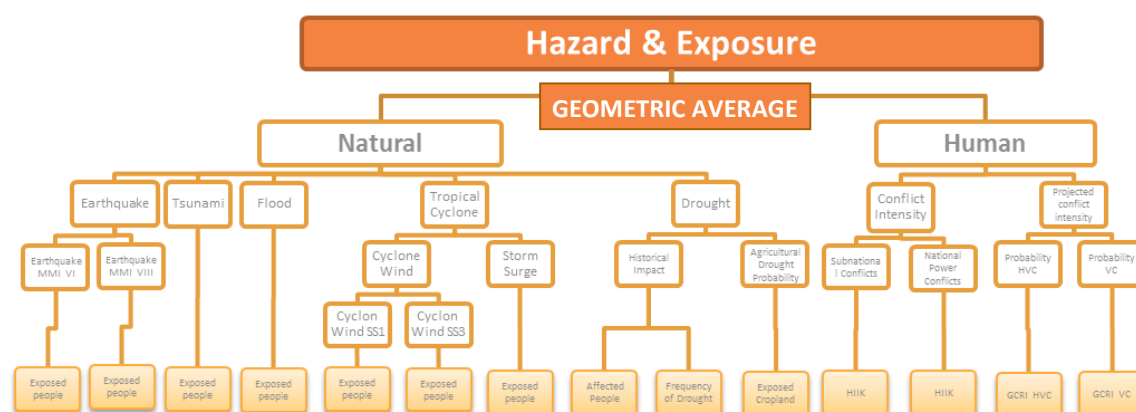 Hazard & Exposure
GEOMETRIC AVERAGE
Natural
Human
Earthquake
Tsunami
Flood
Tropical
Cyclone
Drought
Conflict
Intensity
Projected
conflict
intensity
Earthquake
MMI VI
Earthquake
MMI VIII
Cyclone
Wind
Storm
Surge
Historical
Impact
Agricultural
Drought
Probability
Subnationa
l Conflicts
National
Power
Conflicts
Probability
HVC
Probability
VC
Cyclon
Wind SS1
Cyclon
Wind SS3
Exposed
people
Exposed
people
Exposed
people
Exposed
people
Exposed
people
Exposed
people
Exposed
people
Affected
People
Frequency
of Drought
Exposed
Cropland
HIIK
HIIK
GCRI HVC
GCRI VC